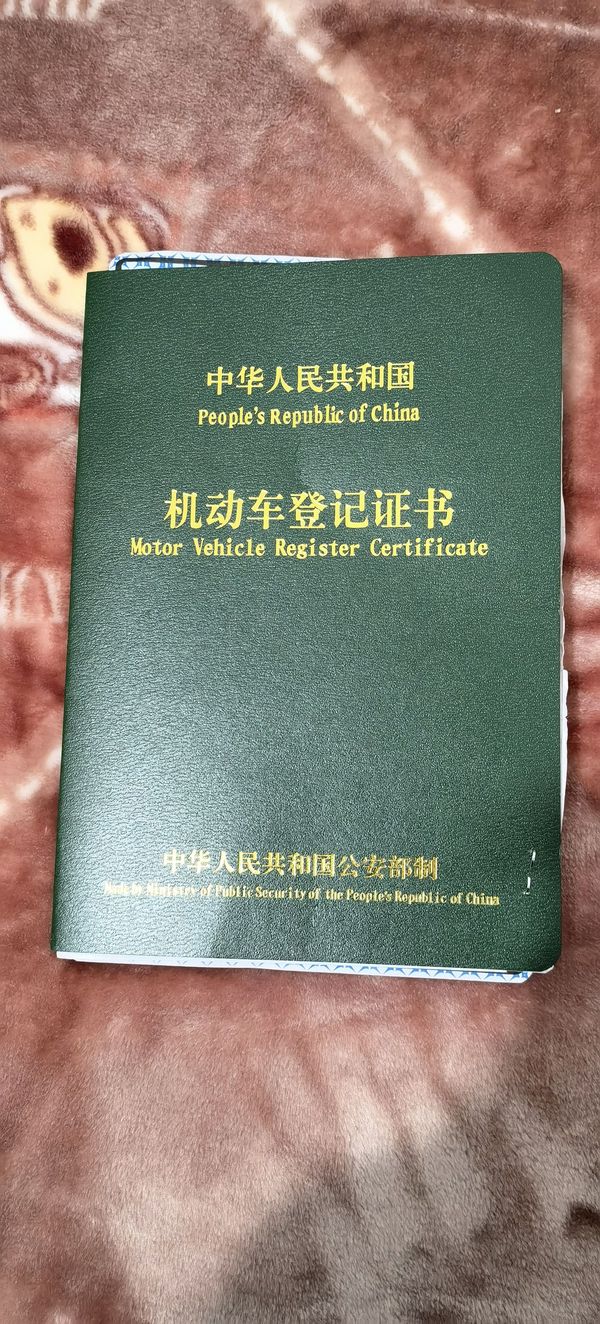 中华人民共和国
People's Republic of China
机动车登记证书
Motor Vehicle Register Certificate
中华人民共和国公安部制
Made by Ministry of Public Security of the People's Republic of China